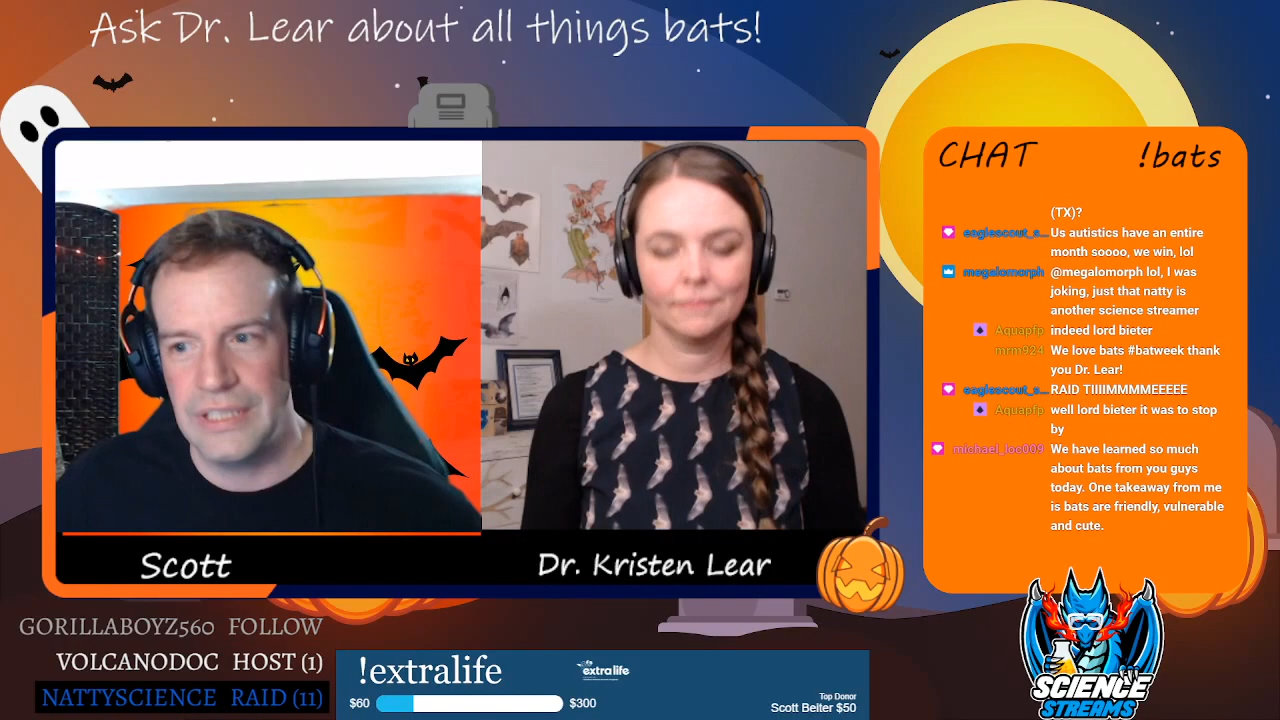 Ask Dr. Lear about all things bats!
CHAT !bats
(TX)?
eaglescout_s... Us autistics have an entire
month soooo, we win, lol
megalomorph @megalomorph lol, I was
joking, just that natty is
another science streamer
Aquapfp indeed lord bieter
mrm924 We love bats #batweek thank
you Dr. Lear!
eaglescout_s... RAID TIIIIMMMMEEEEE
Aquapfp well lord bieter it was to stop
by
michael_loc009 We have learned so much
about bats from you guys
today. One takeaway from me
is bats are friendly, vulnerable
and cute.
Scott
Dr. Kristen Lear
GORILLABOYZ560 FOLLOW
VOLCANODOC HOST (1)
NATTYSCIENCE RAID (11)
!extralife
extralife
$60 $300
Top Donor
Scott Beiter $50
SCIENCE
STREAMS